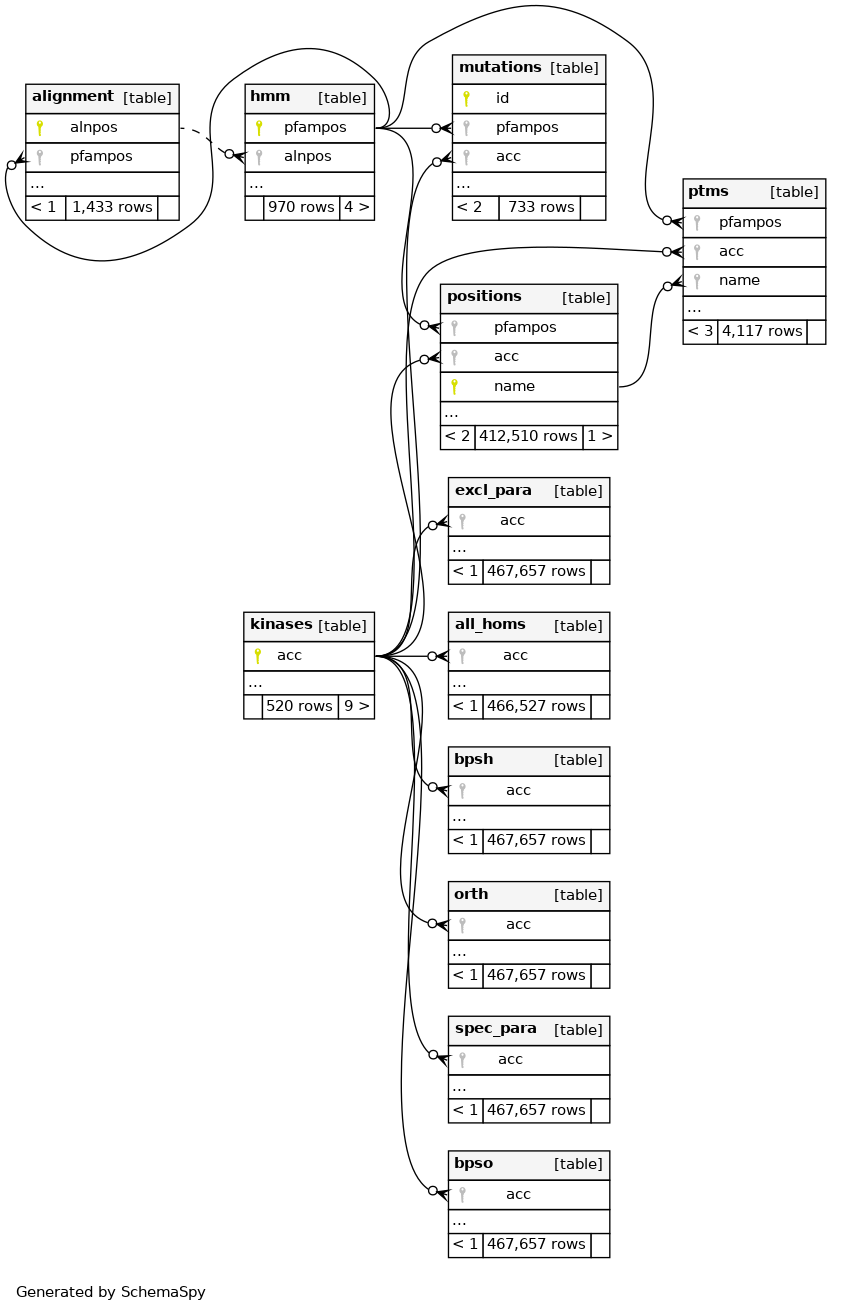 alignment [table]
alnpos
pfampos
...
< 1 1,433 rows
hmm [table]
pfampos
alnpos
...
970 rows 4 >
mutations [table]
id
pfampos
acc
...
< 2 733 rows
ptms [table]
pfampos
acc
name
...
< 3 4,117 rows
positions [table]
pfampos
acc
name
...
< 2 412,510 rows 1 >
excl_para [table]
acc
...
< 1 467,657 rows
kinases [table]
acc
...
520 rows 9 >
all_homs [table]
acc
...
< 1 466,527 rows
bpsh [table]
acc
...
< 1 467,657 rows
orth [table]
acc
...
< 1 467,657 rows
spec_para [table]
acc
...
< 1 467,657 rows
bpso [table]
acc
...
< 1 467,657 rows
Generated by SchemaSpy